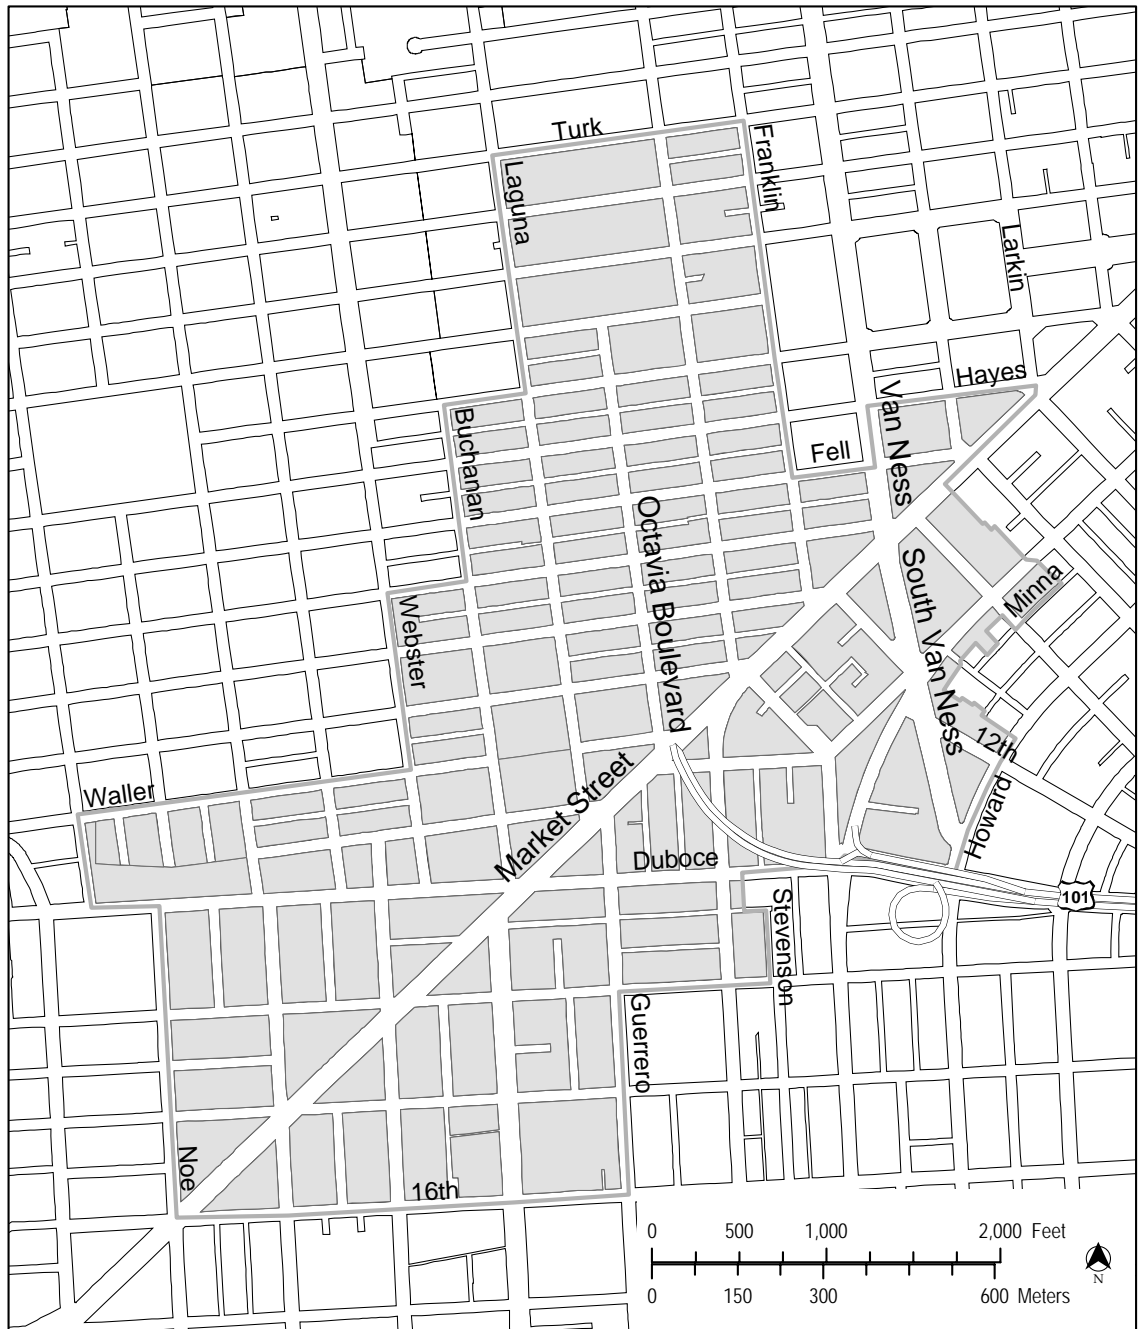 Turk
Franklin
Laguna
Larkin
Hayes
Van Ness
Buchanan
Fell
Octavia Boulevard
South Van Ness
Minna
Webster
12th
Waller
Market Street
Howard
Duboce
101
Stevenson
Guerrero
Noe
16th
0 500 1,000 2,000 Feet
0 150 300 600 Meters
N